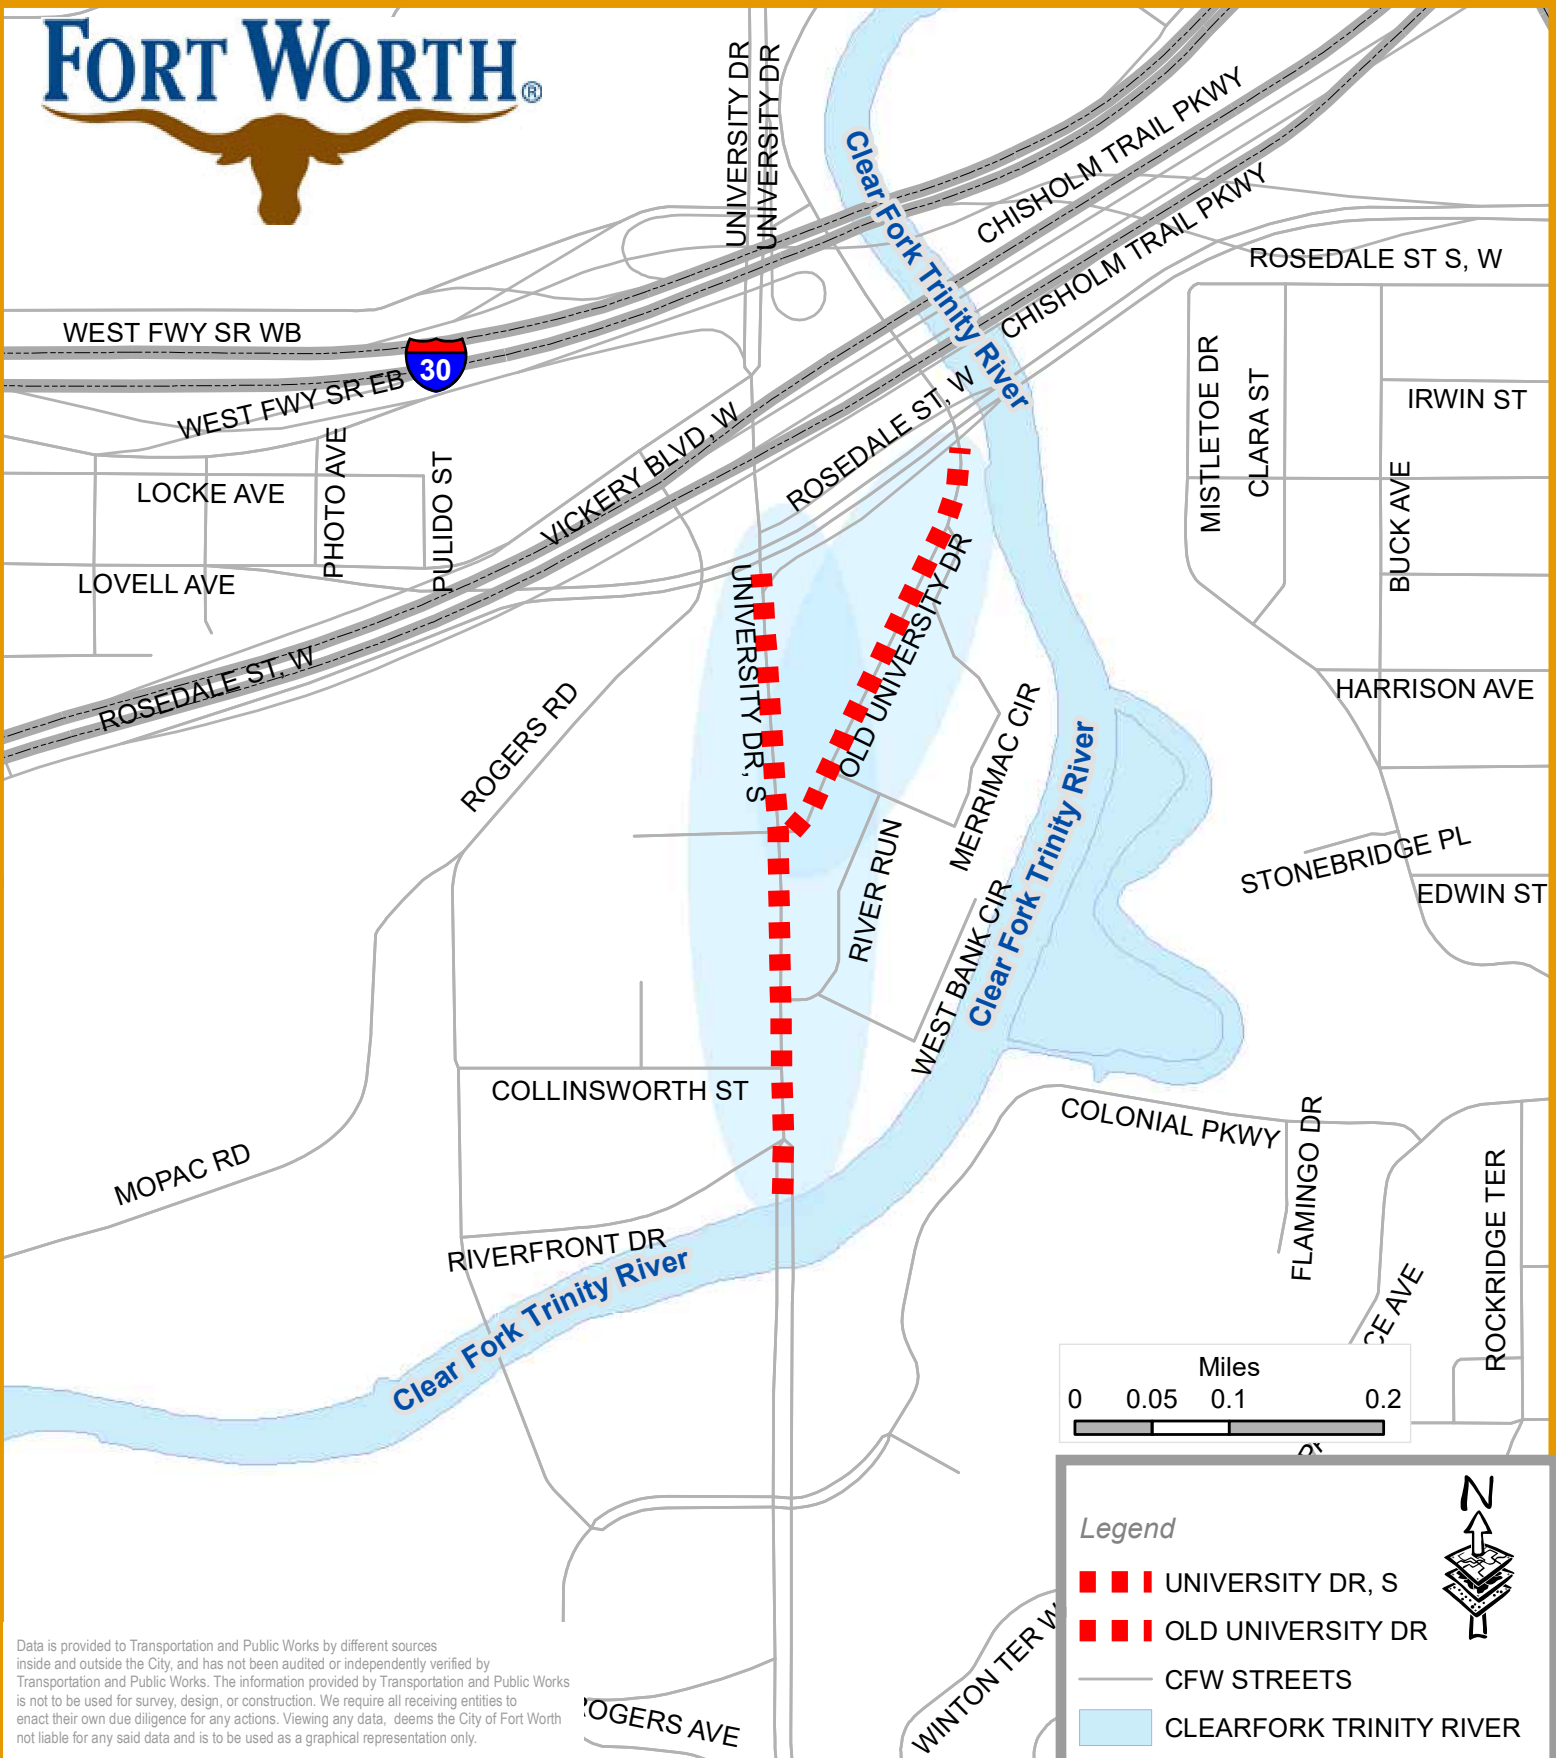 FORT WORTH®
UNIVERSITY DR
UNIVERSITY DR
Clear Fork Trinity River
CHISHOLM TRAIL PKWY
CHISHOLM TRAIL PKWY
ROSEDALE ST S, W
WEST FWY SR WB
30
WEST FWY SR EB
MISTLETOE DR
CLARA ST
IRWIN ST
BUCK AVE
LOCKE AVE
PHOTO AVE
PULIDO ST
VICKERY BLVD, W
ROSEDALE ST, W
LOVELL AVE
UNIVERSITY DR, S
OLD UNIVERSITY DR
ROSEDALE ST, W
ROGERS RD
MERRIMAC CIR
HARRISON AVE
Clear Fork Trinity River
RIVER RUN
WEST BANK CIR
STONEBRIDGE PL
EDWIN ST
COLLINSWORTH ST
COLONIAL PKWY
FLAMINGO DR
ROCKRIDGE TER
MOPAC RD
RIVERFRONT DR
Clear Fork Trinity River
CE AVE
Miles
0 0.05 0.1 0.2
N
Legend
UNIVERSITY DR, S
OLD UNIVERSITY DR
CFW STREETS
CLEARFORK TRINITY RIVER
WINTON TER W
OGERS AVE
Data is provided to Transportation and Public Works by different sources
inside and outside the City, and has not been audited or independently verified by
Transportation and Public Works. The information provided by Transportation and Public Works
is not to be used for survey, design, or construction. We require all receiving entities to
enact their own due diligence for any actions. Viewing any data, deems the City of Fort Worth
not liable for any said data and is to be used as a graphical representation only.